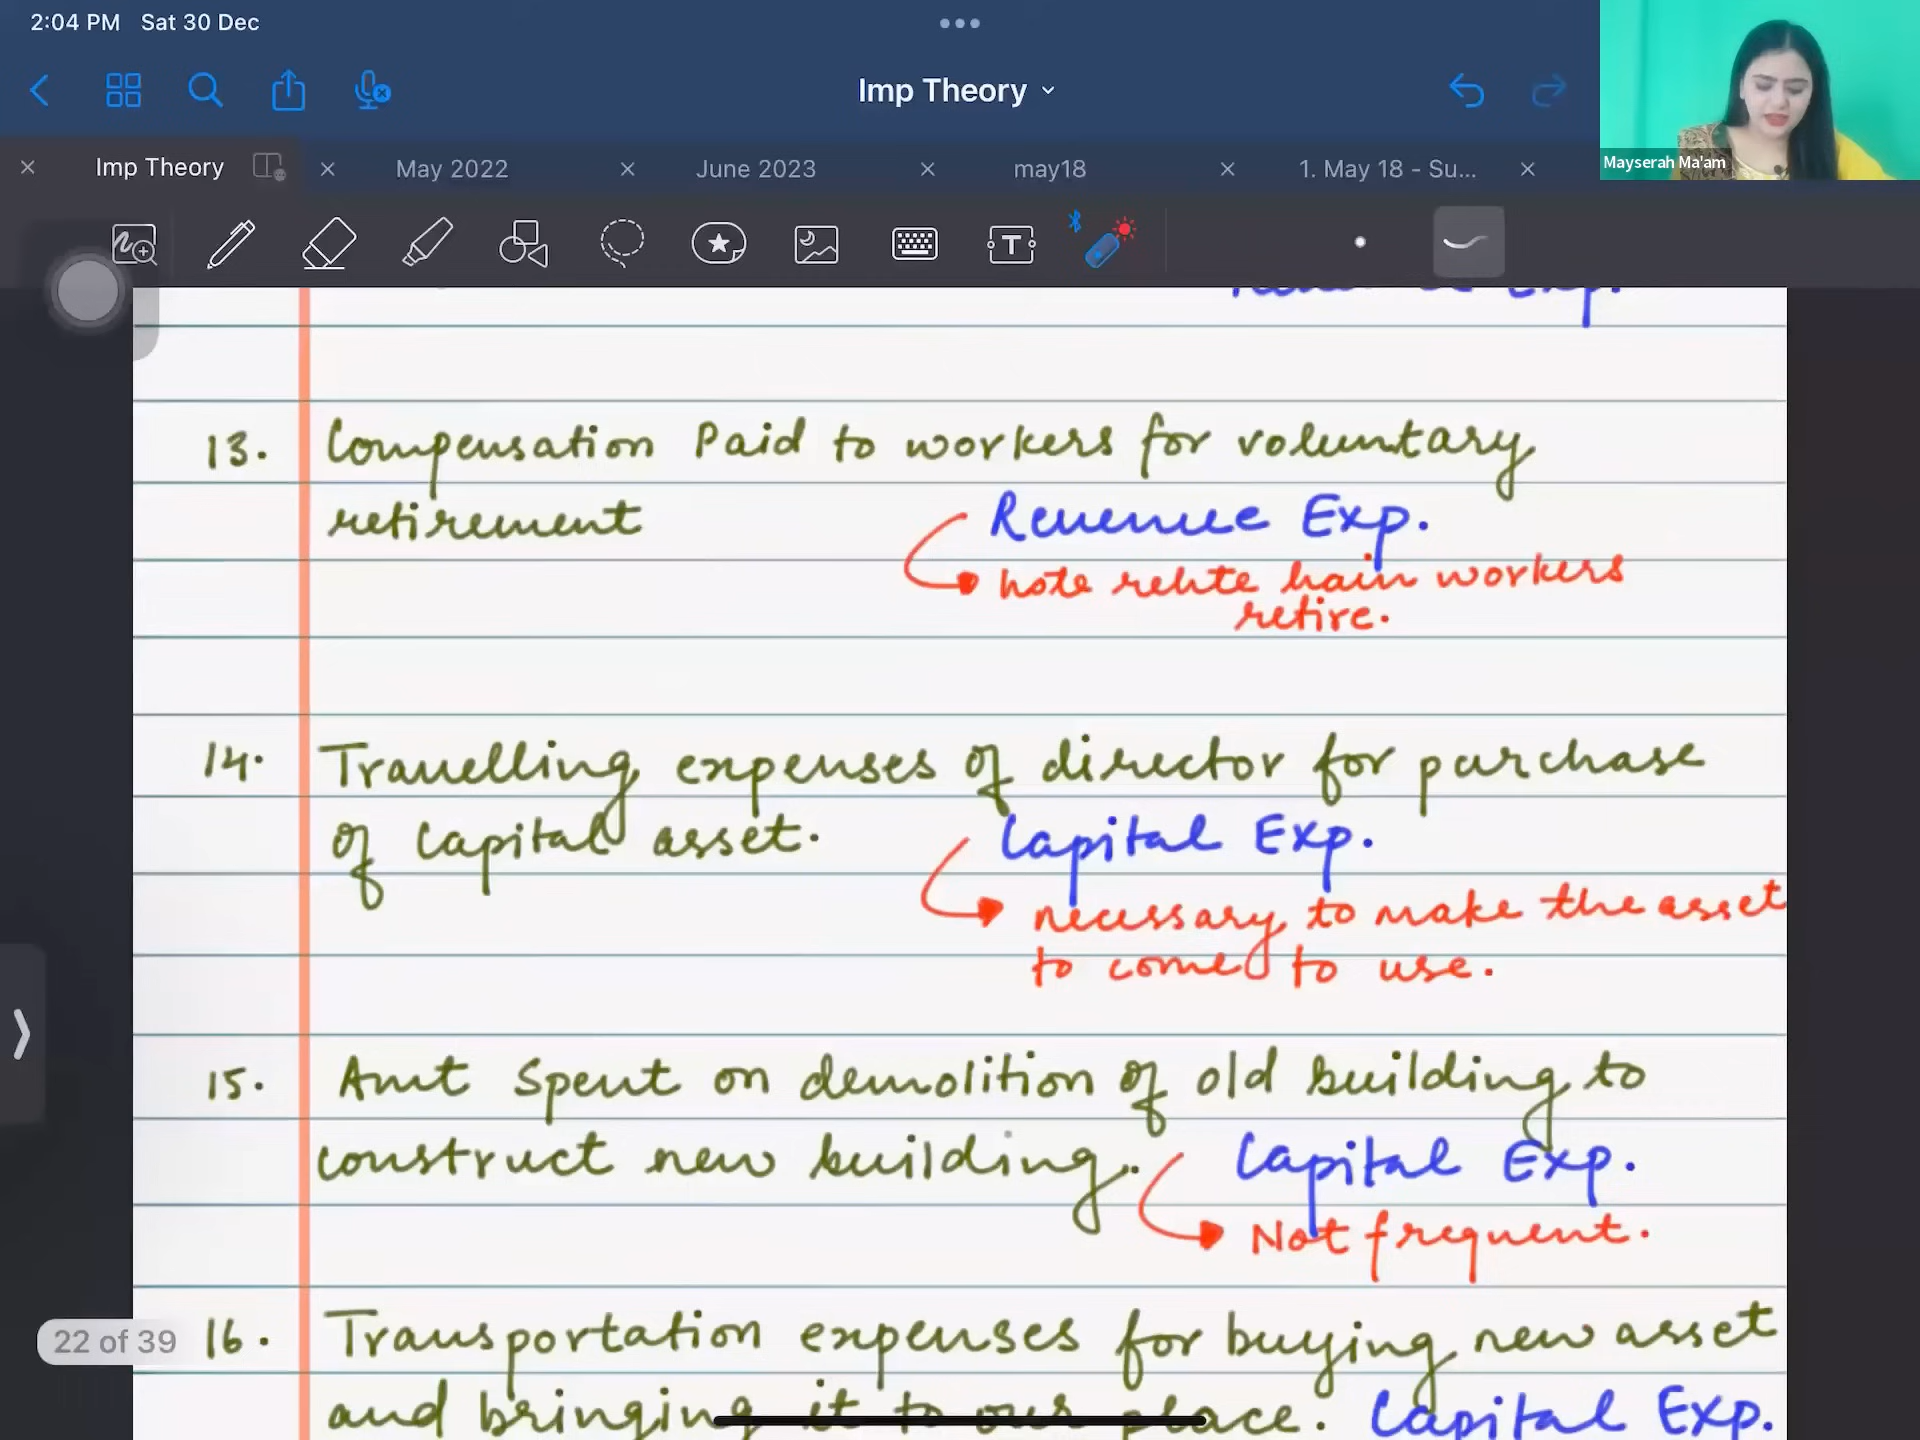 2:04 PM Sat 30 Dec
Imp Theory
Mayserah Ma'am
Imp Theory
May 2022
June 2023
may18
1. May 18 - Su...
T
13. Compensation Paid to workers for voluntary
retirement Revenue Exp.
hote rehte hain workers
retire.
14. Travelling expenses of director for purchase
of Capital asset. Capital Exp.
necessary to make the asset
to come to use.
15. Amt Spent on demolition of old building to
construct new building. Capital Exp.
Not frequent.
22 of 39
16. Transportation expenses for buying new asset
and bringing it to our place. Capital Exp.